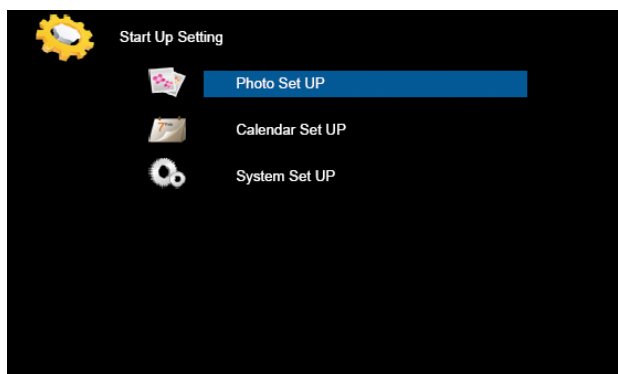 Start Up Setting
Photo Set UP
Calendar Set UP
System Set UP